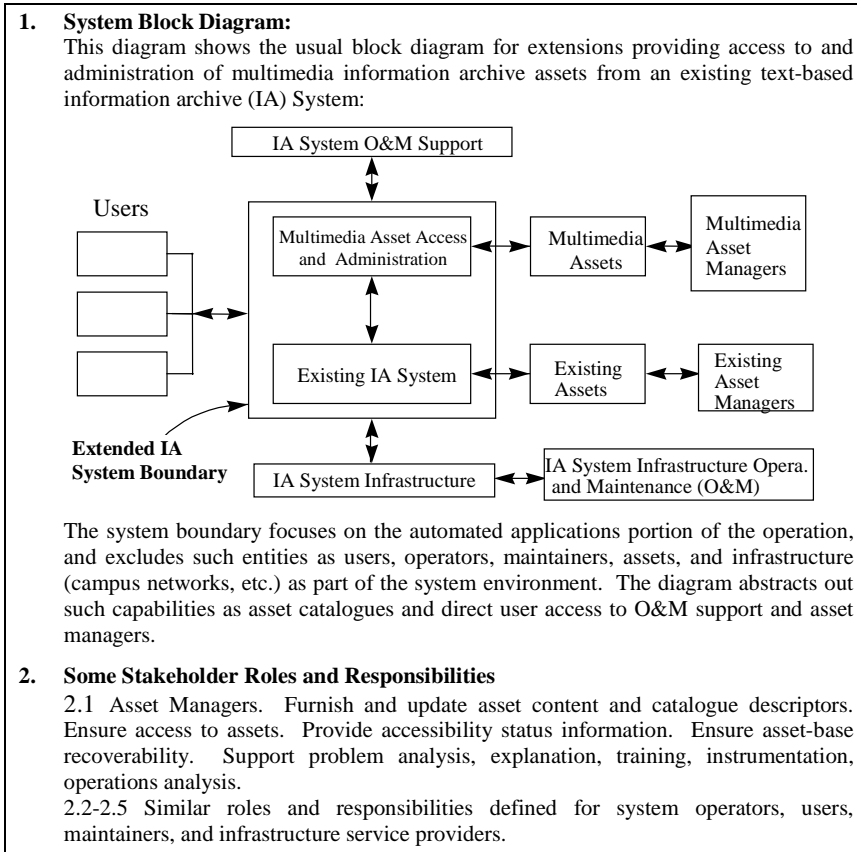 1. System Block Diagram:
This diagram shows the usual block diagram for extensions providing access to and
administration of multimedia information archive assets from an existing text-based
information archive (IA) System:
IA System O&M Support
Users
Multimedia Asset Access
and Administration
Multimedia
Assets
Multimedia
Asset
Managers
Existing IA System
Existing
Assets
Existing
Asset
Managers
Extended IA
System Boundary
IA System Infrastructure
IA System Infrastructure Opera.
and Maintenance (O&M)
The system boundary focuses on the automated applications portion of the operation,
and excludes such entities as users, operators, maintainers, assets, and infrastructure
(campus networks, etc.) as part of the system environment. The diagram abstracts out
such capabilities as asset catalogues and direct user access to O&M support and asset
managers.
2. Some Stakeholder Roles and Responsibilities
2.1 Asset Managers. Furnish and update asset content and catalogue descriptors.
Ensure access to assets. Provide accessibility status information. Ensure asset-base
recoverability. Support problem analysis, explanation, training, instrumentation,
operations analysis.
2.2-2.5 Similar roles and responsibilities defined for system operators, users,
maintainers, and infrastructure service providers.